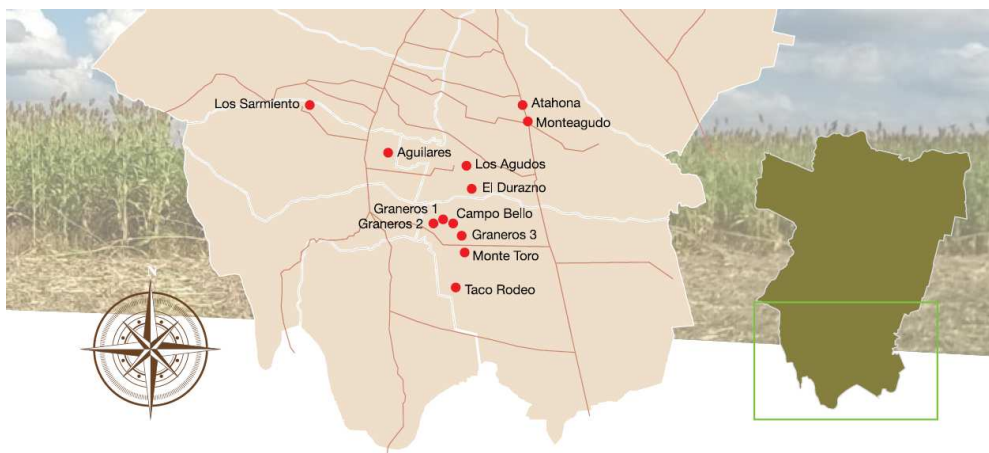 Los Sarmiento
Atahona
Monteagudo
Aguilares
Los Agudos
El Durazno
Graneros 1
Campo Bello
Graneros 2
Graneros 3
Monte Toro
Taco Rodeo
N